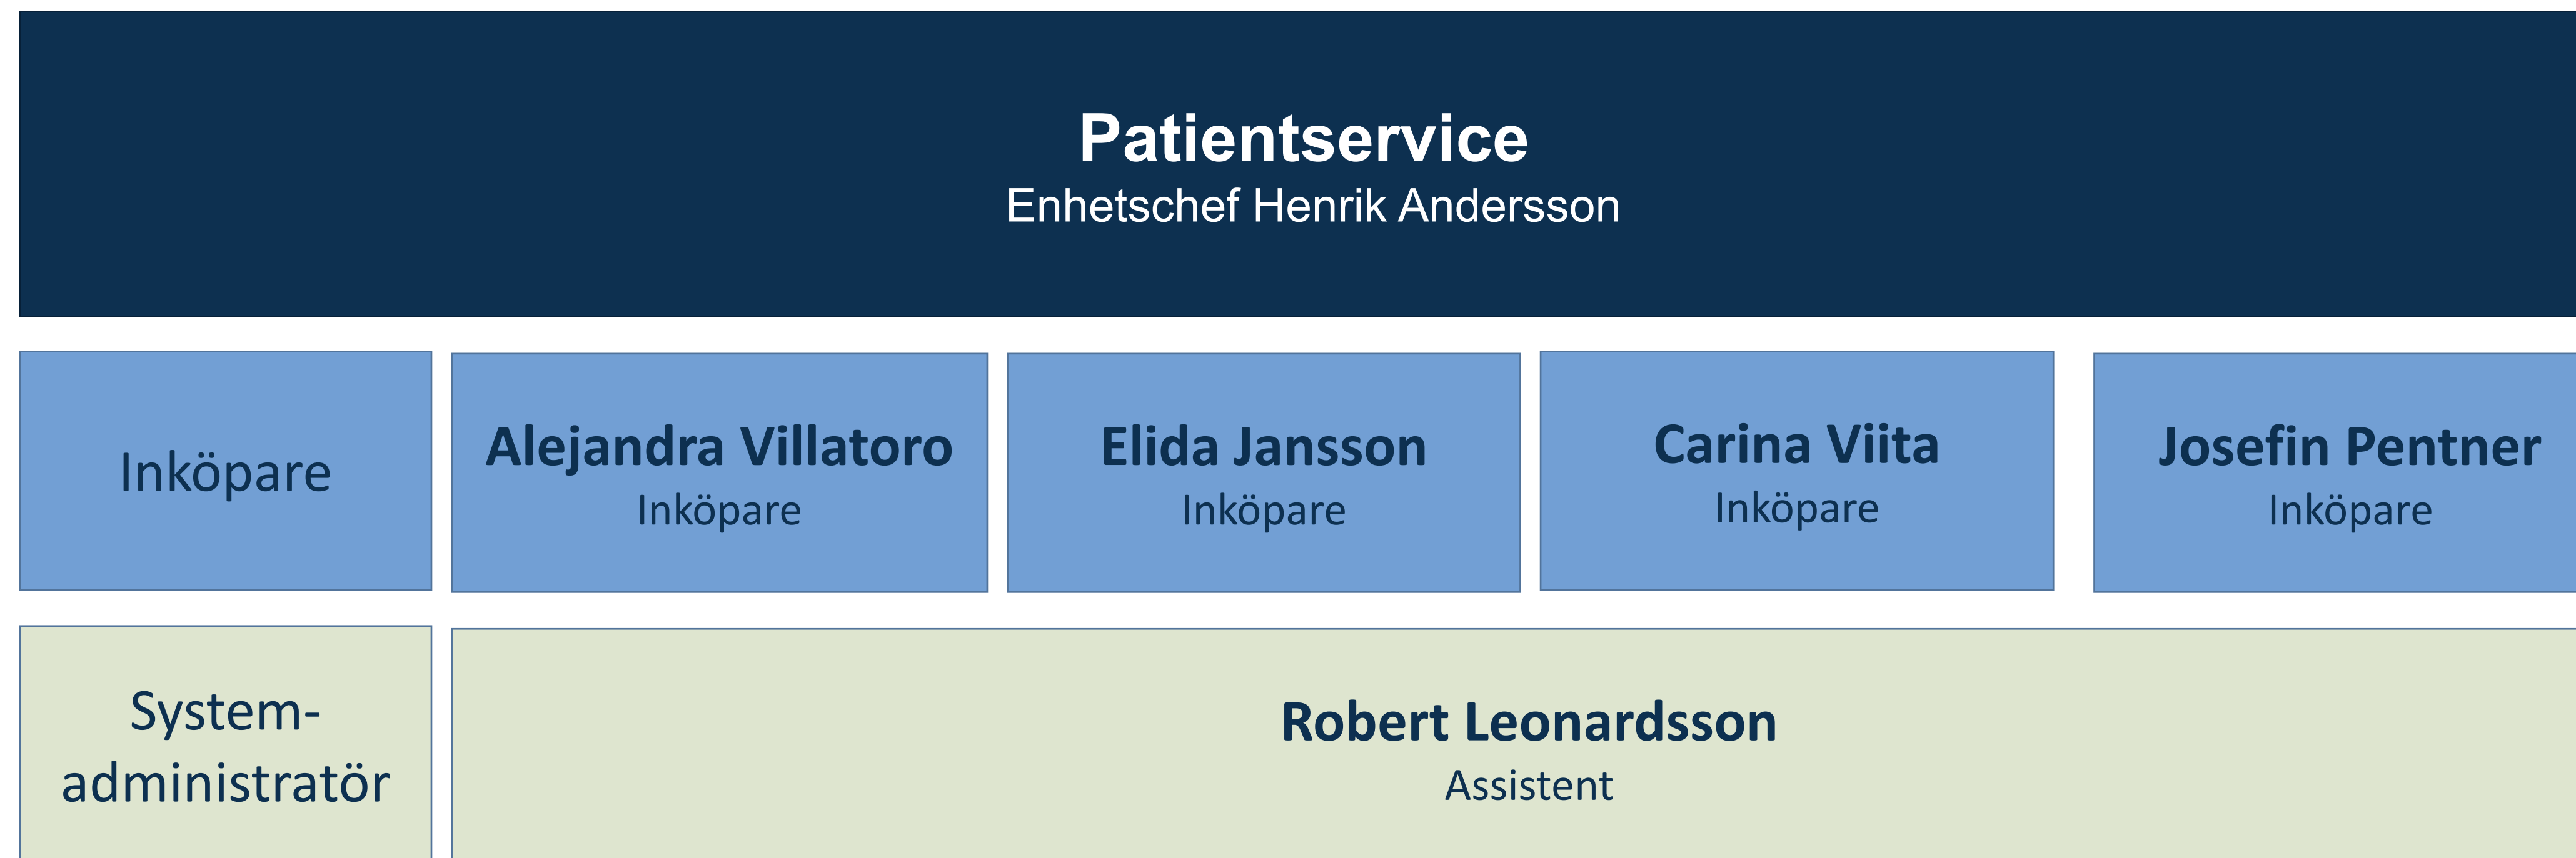 Patientservice
Enhetschef Henrik Andersson
Inköpare
Alejandra Villatoro
Inköpare
Elida Jansson
Inköpare
Carina Viita
Inköpare
Josefin Pentner
Inköpare
System-
administratör
Robert Leonardsson
Assistent